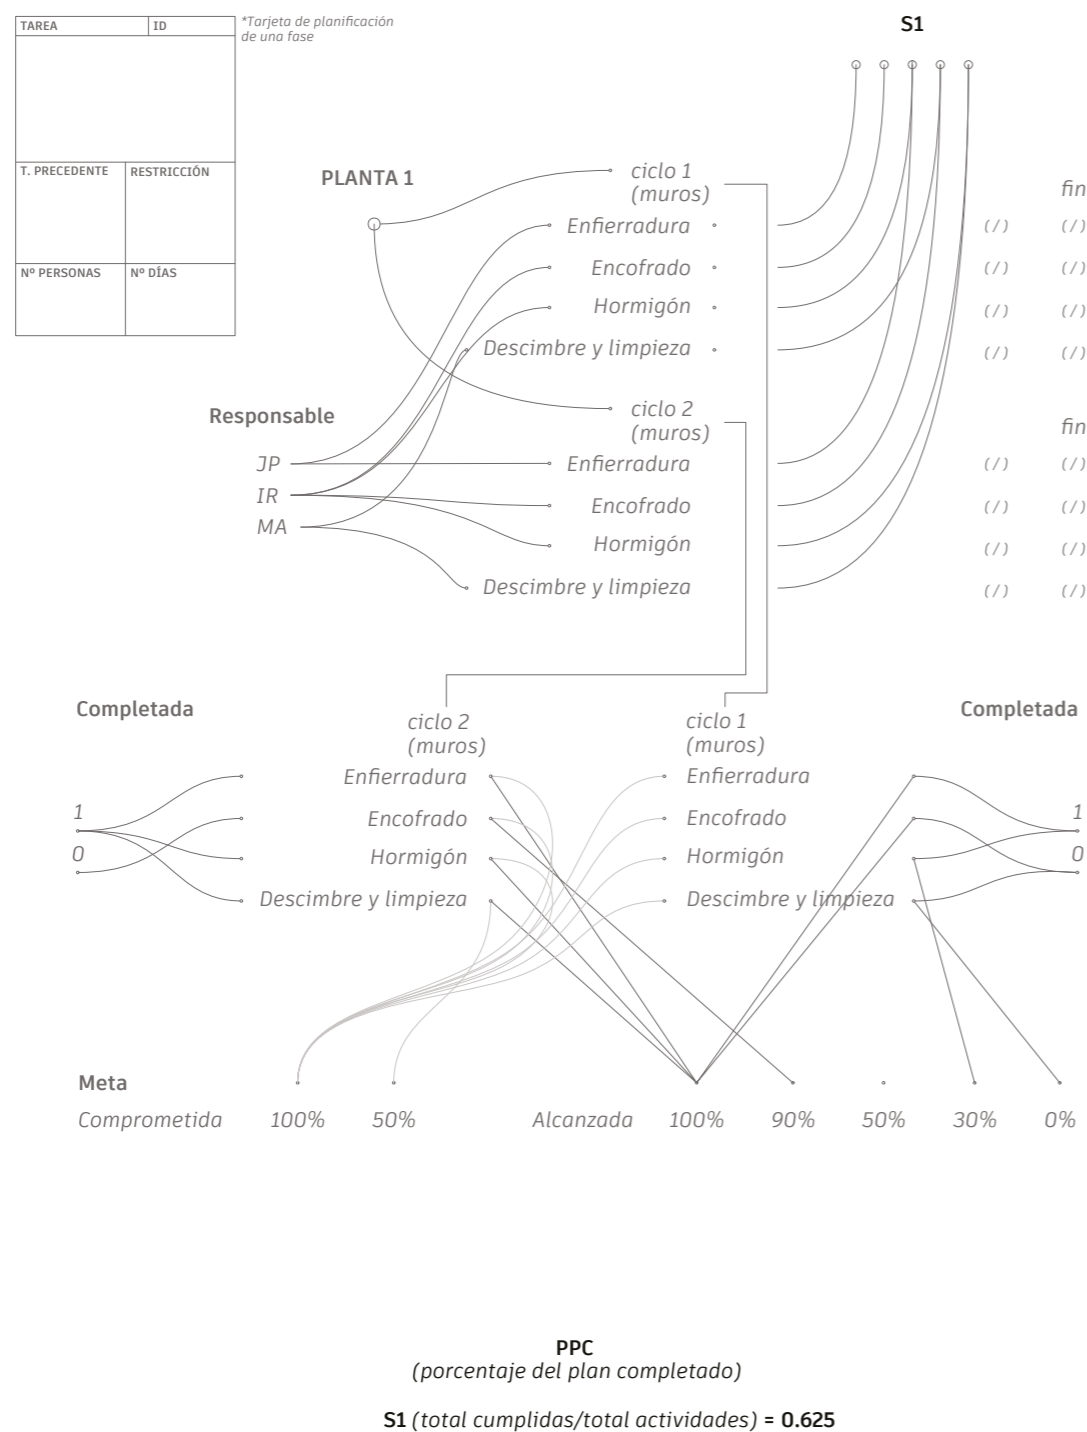 TAREA ID
*Tarjeta de planificación
de una fase
T. PRECEDENTE RESTRICCIÓN
Nº PERSONAS Nº DÍAS
S1
PLANTA 1
ciclo 1
(muros)
fin
Enfierradura (/) (/)
Encofrado (/) (/)
Hormigón (/) (/)
Descimbre y limpieza (/) (/)
Responsable
JP
IR
MA
ciclo 2
(muros)
fin
Enfierradura (/) (/)
Encofrado (/) (/)
Hormigón (/) (/)
Descimbre y limpieza (/) (/)
Completada
1
0
ciclo 2
(muros)
Enfierradura
Encofrado
Hormigón
Descimbre y limpieza
ciclo 1
(muros)
Enfierradura
Encofrado
Hormigón
Descimbre y limpieza
Completada
1
0
Meta
Comprometida 100% 50% Alcanzada 100% 90% 50% 30% 0%
PPC
(porcentaje del plan completado)
S1 (total cumplidas/total actividades) = 0.625